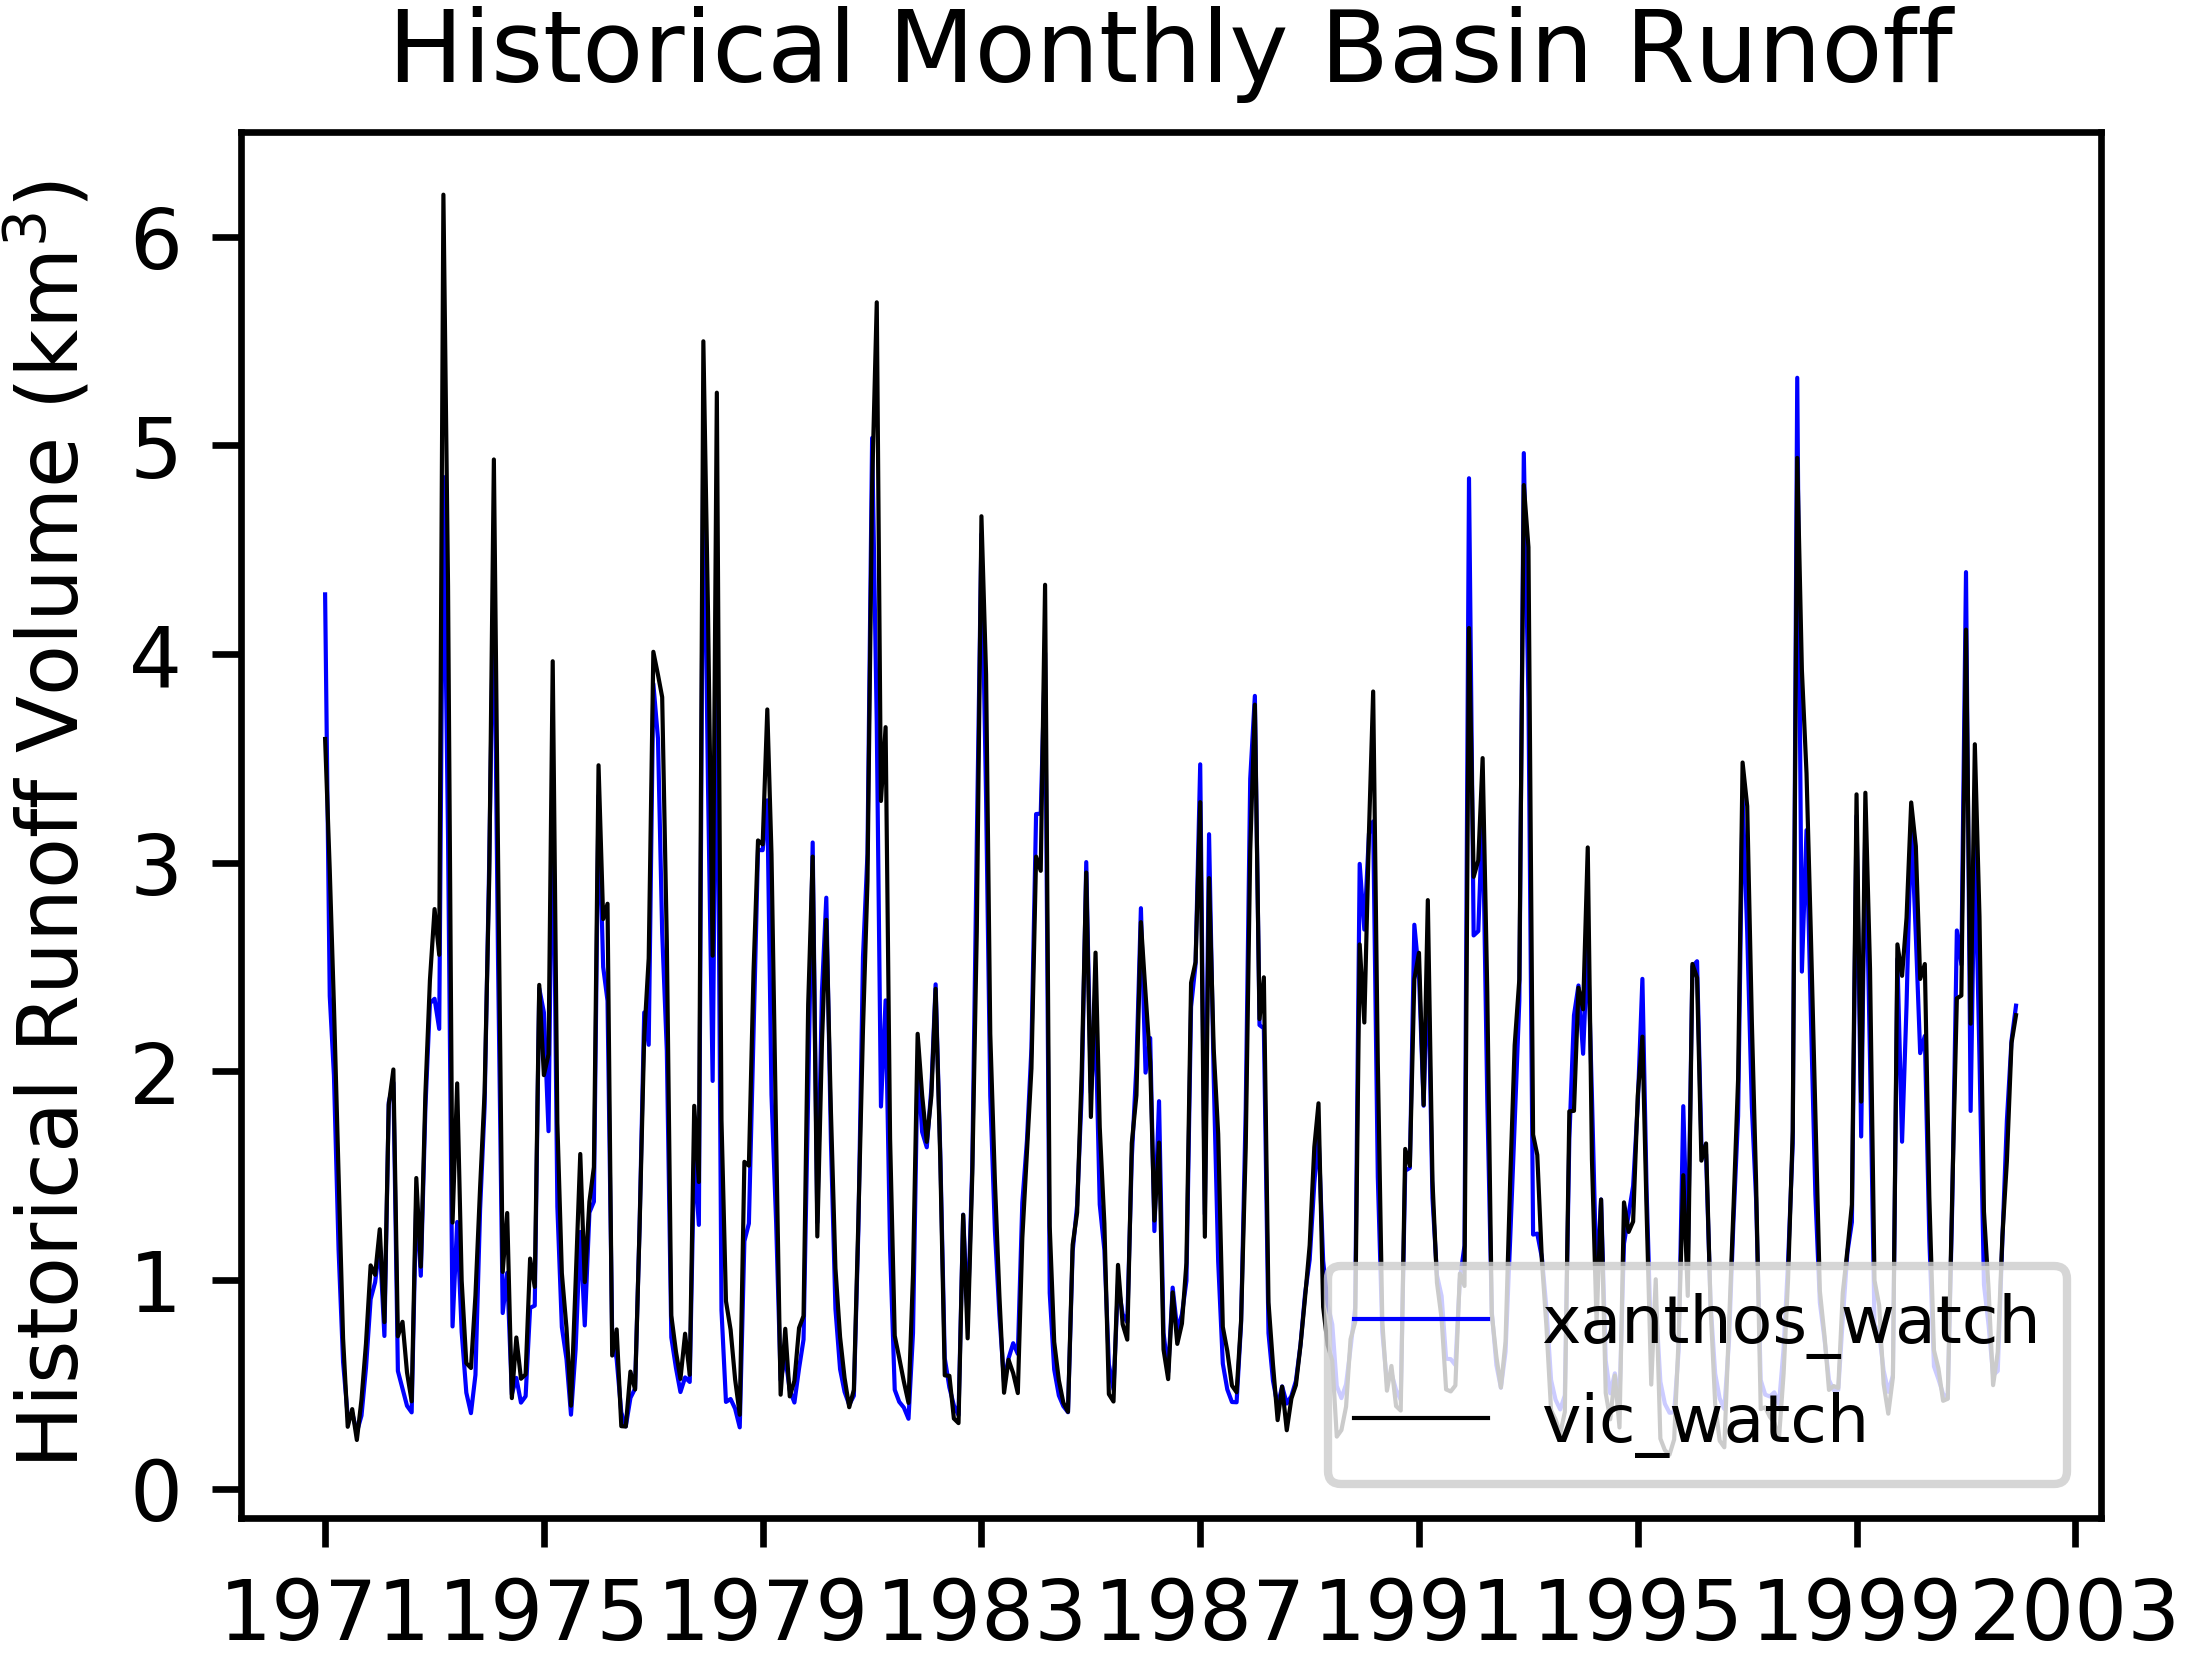 Historical Monthly Basin Runoff
Historical Runoff Volume (km³)
6
5
4
3
2
1
0
xanthos_watch
vic_watch
1971 1975 1979 1983 1987 1991 1995 1999 2003